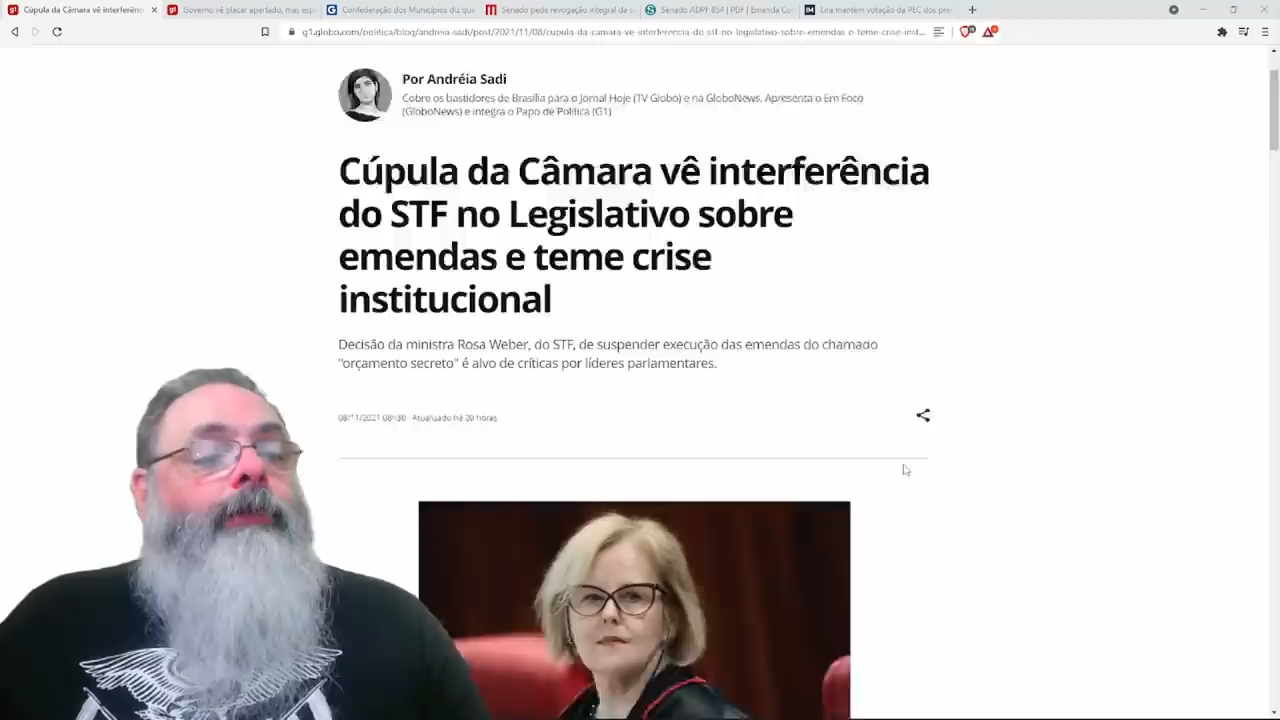 Cúpula da Câmara vê interferênc
Governo vê placar apertado, mas esp
Confederação dos Municípios diz que
Senado pede revogação integral da
Senado ADPF 854 | PDF | Emenda Co
Lira mantém votação da PEC dos pre
g1.globo.com/politica/blog/andreia-sadi/post/2021/11/08/cupula-da-camara-ve-interferencia-do-stf-no-legislativo-sobre-emendas-e-teme-crise-inst...
Por Andréia Sadi
Cobre os bastidores de Brasília para o Jornal Hoje (TV Globo) e na GloboNews. Apresenta o Em Foco
(GloboNews) e integra o Papo de Política (G1)
Cúpula da Câmara vê interferência
do STF no Legislativo sobre
emendas e teme crise
institucional
Decisão da ministra Rosa Weber, do STF, de suspender execução das emendas do chamado
"orçamento secreto" é alvo de críticas por líderes parlamentares.
08/11/2021 08h30 Atualizado há 20 horas